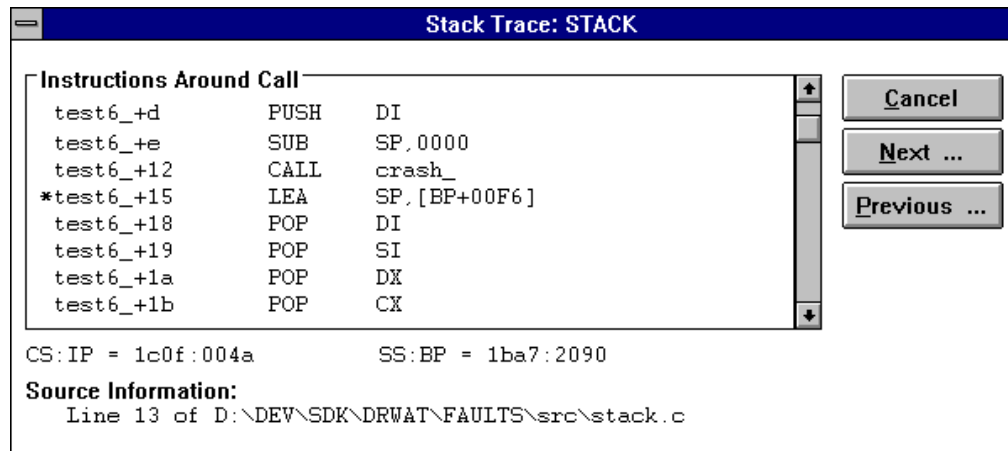 Stack Trace: STACK
Instructions Around Call
test6_+d PUSH DI
test6_+e SUB SP,0000
test6_+12 CALL crash_
*test6_+15 LEA SP,[BP+00F6]
test6_+18 POP DI
test6_+19 POP SI
test6_+1a POP DX
test6_+1b POP CX
Cancel
Next ...
Previous ...
CS:IP = 1c0f:004a SS:BP = 1ba7:2090
Source Information:
Line 13 of D:\DEV\SDK\DRWAT\FAULTS\src\stack.c